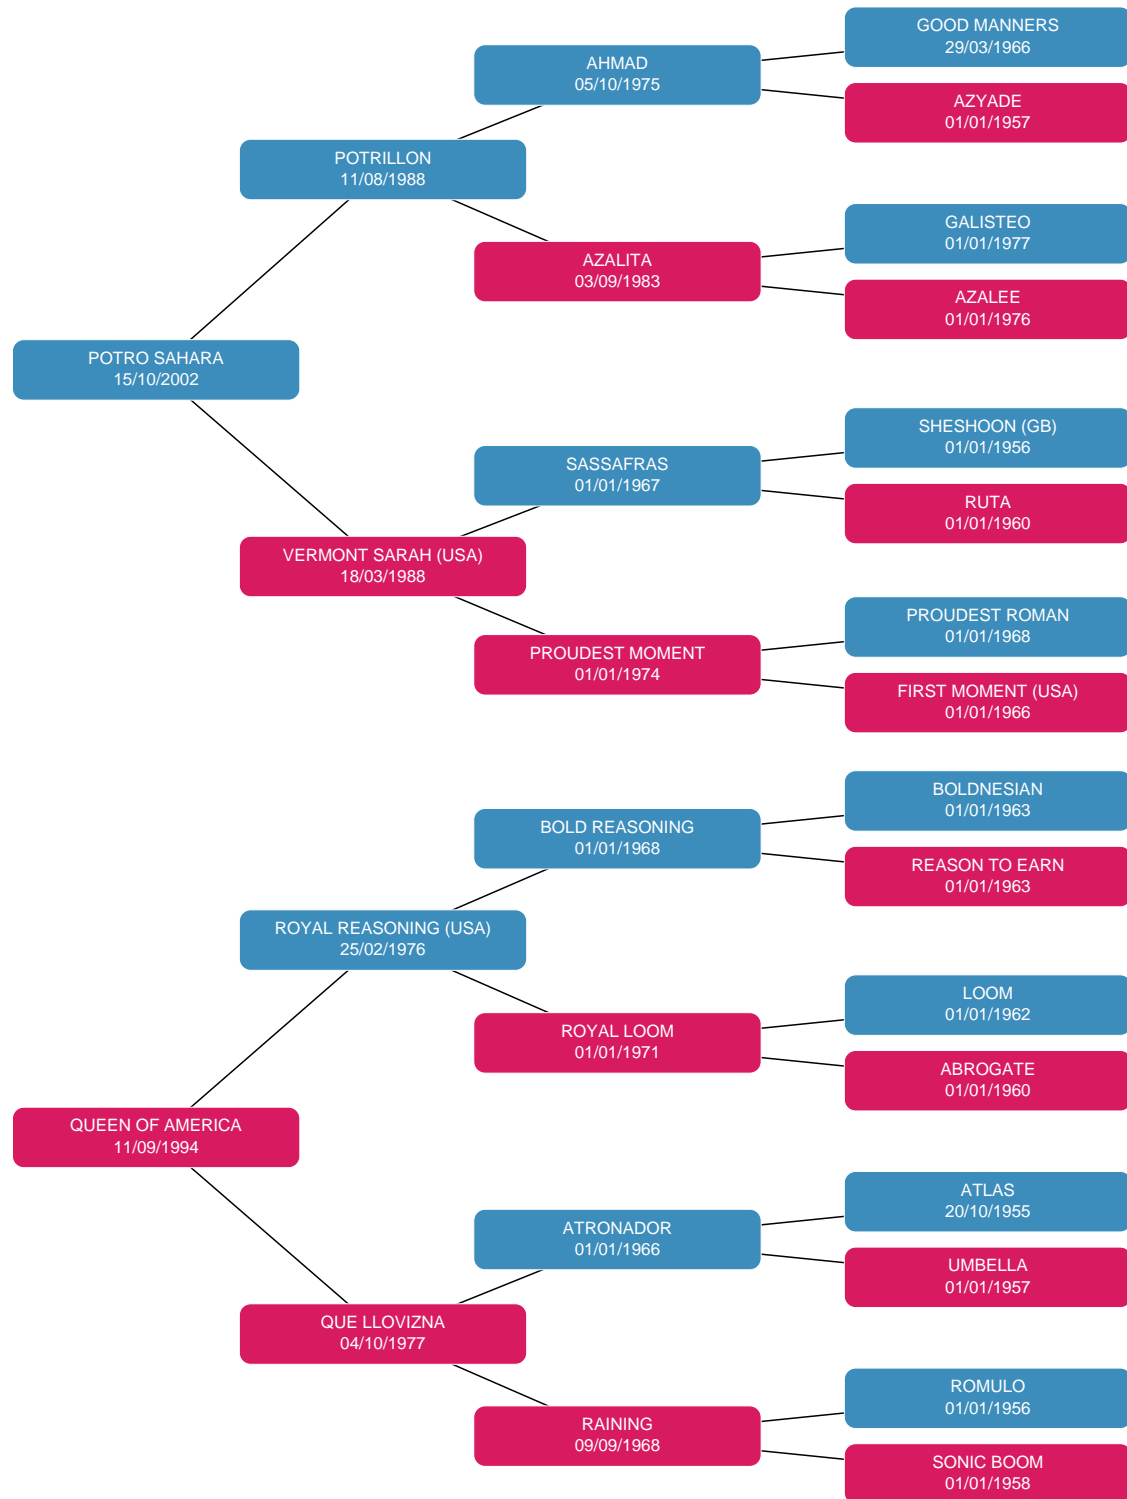 GOOD MANNERS
29/03/1966
AHMAD
05/10/1975
AZYADE
01/01/1957
POTRILLON
11/08/1988
GALISTEO
01/01/1977
AZALITA
03/09/1983
AZALEE
01/01/1976
POTRO SAHARA
15/10/2002
SHESHOON (GB)
01/01/1956
SASSAFRAS
01/01/1967
RUTA
01/01/1960
VERMONT SARAH (USA)
18/03/1988
PROUDEST ROMAN
01/01/1968
PROUDEST MOMENT
01/01/1974
FIRST MOMENT (USA)
01/01/1966
BOLDNESIAN
01/01/1963
BOLD REASONING
01/01/1968
REASON TO EARN
01/01/1963
ROYAL REASONING (USA)
25/02/1976
LOOM
01/01/1962
ROYAL LOOM
01/01/1971
ABROGATE
01/01/1960
QUEEN OF AMERICA
11/09/1994
ATLAS
20/10/1955
ATRONADOR
01/01/1966
UMBELLA
01/01/1957
QUE LLOVIZNA
04/10/1977
ROMULO
01/01/1956
RAINING
09/09/1968
SONIC BOOM
01/01/1958